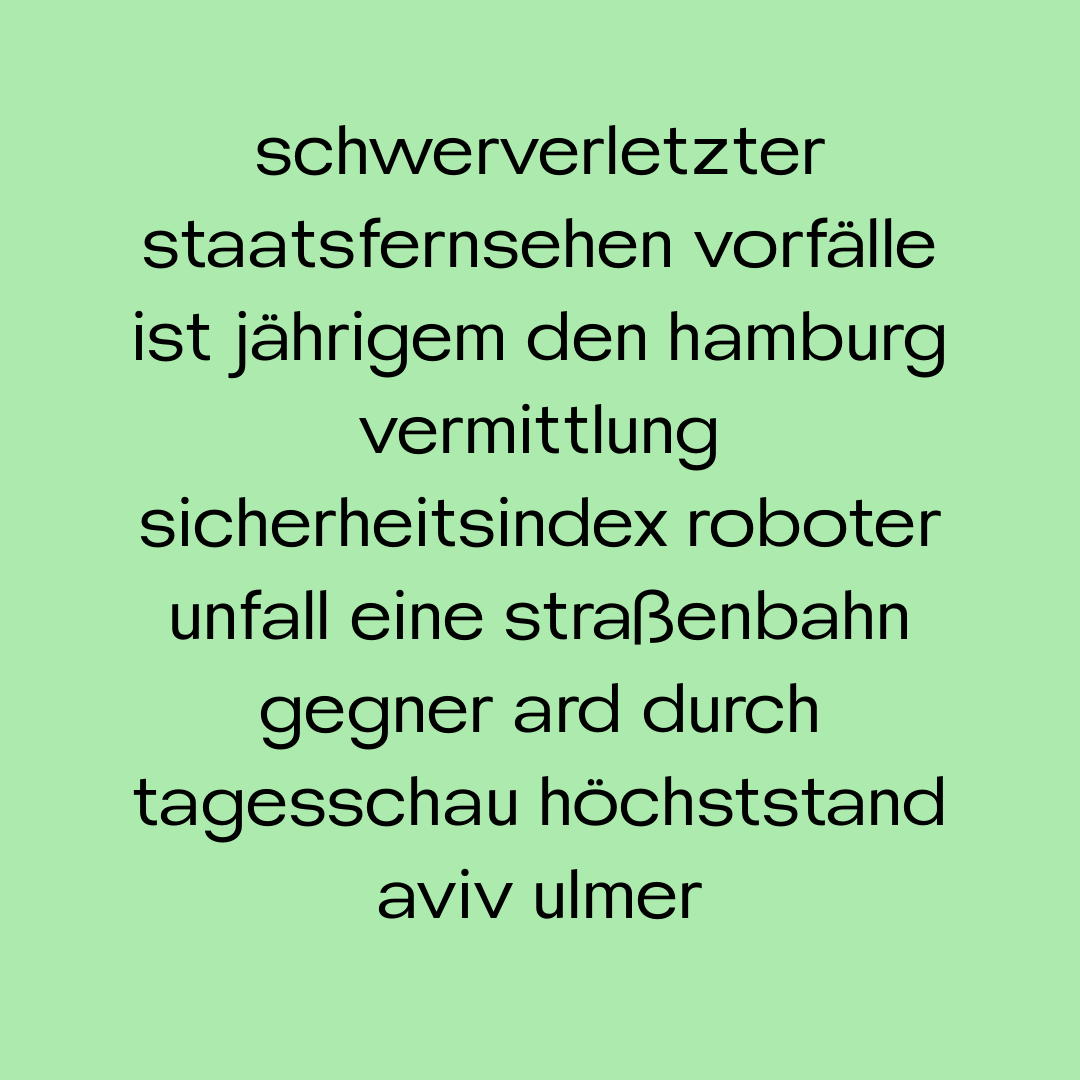 schwerverletzter
staatsfernsehen vorfälle
ist jährigem den hamburg
vermittlung
sicherheitsindex roboter
unfall eine straßenbahn
gegner ard durch
tagesschau höchststand
aviv ulmer